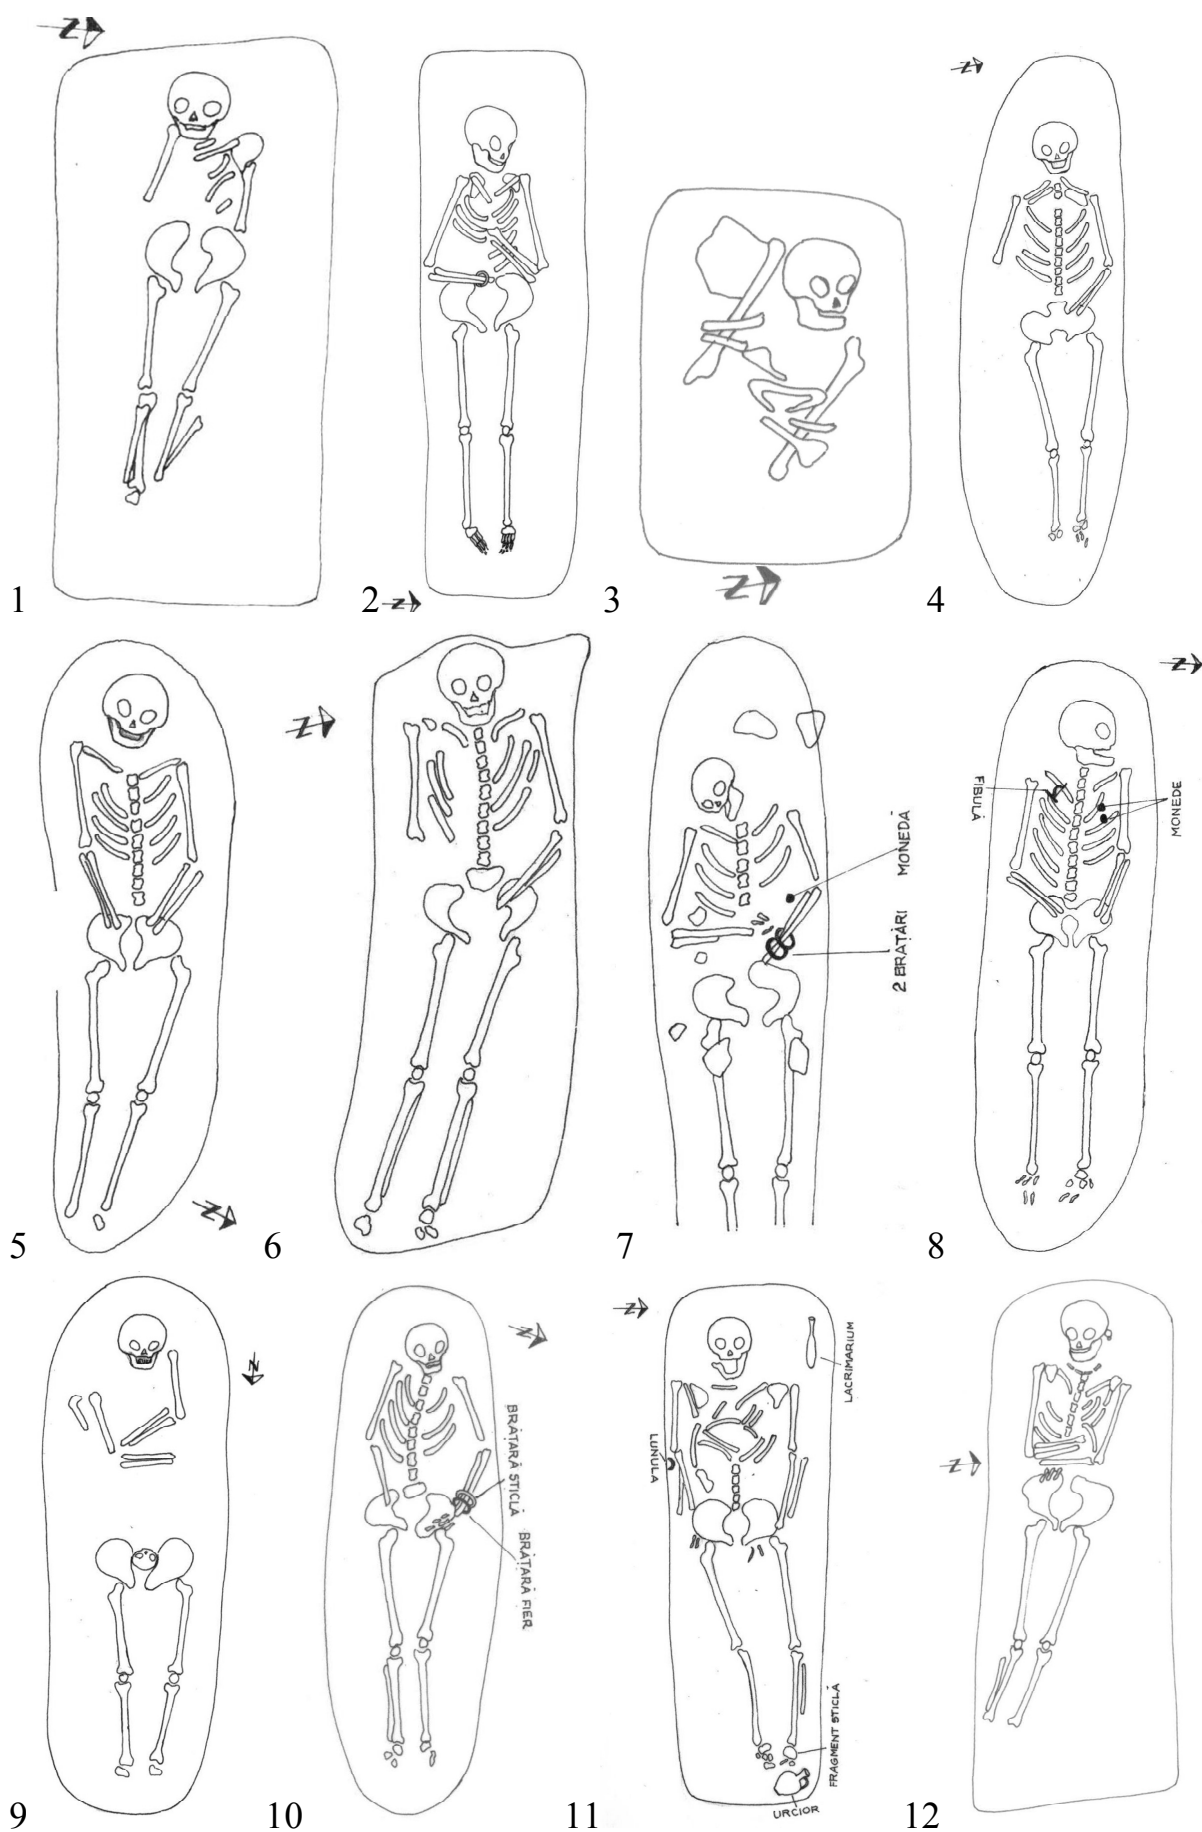 N
1
2
N
3
N
N
4
5
N
N
6
MONEDĂ
2 BRĂȚĂRI
7
N
FIBULĂ
MONEDE
8
N
9
N
BRĂȚARĂ STICLĂ
BRĂȚARĂ FIER
10
N
LACRIMARIUM
LUNULA
FRAGMENT STICLĂ
URCIOR
11
N
12